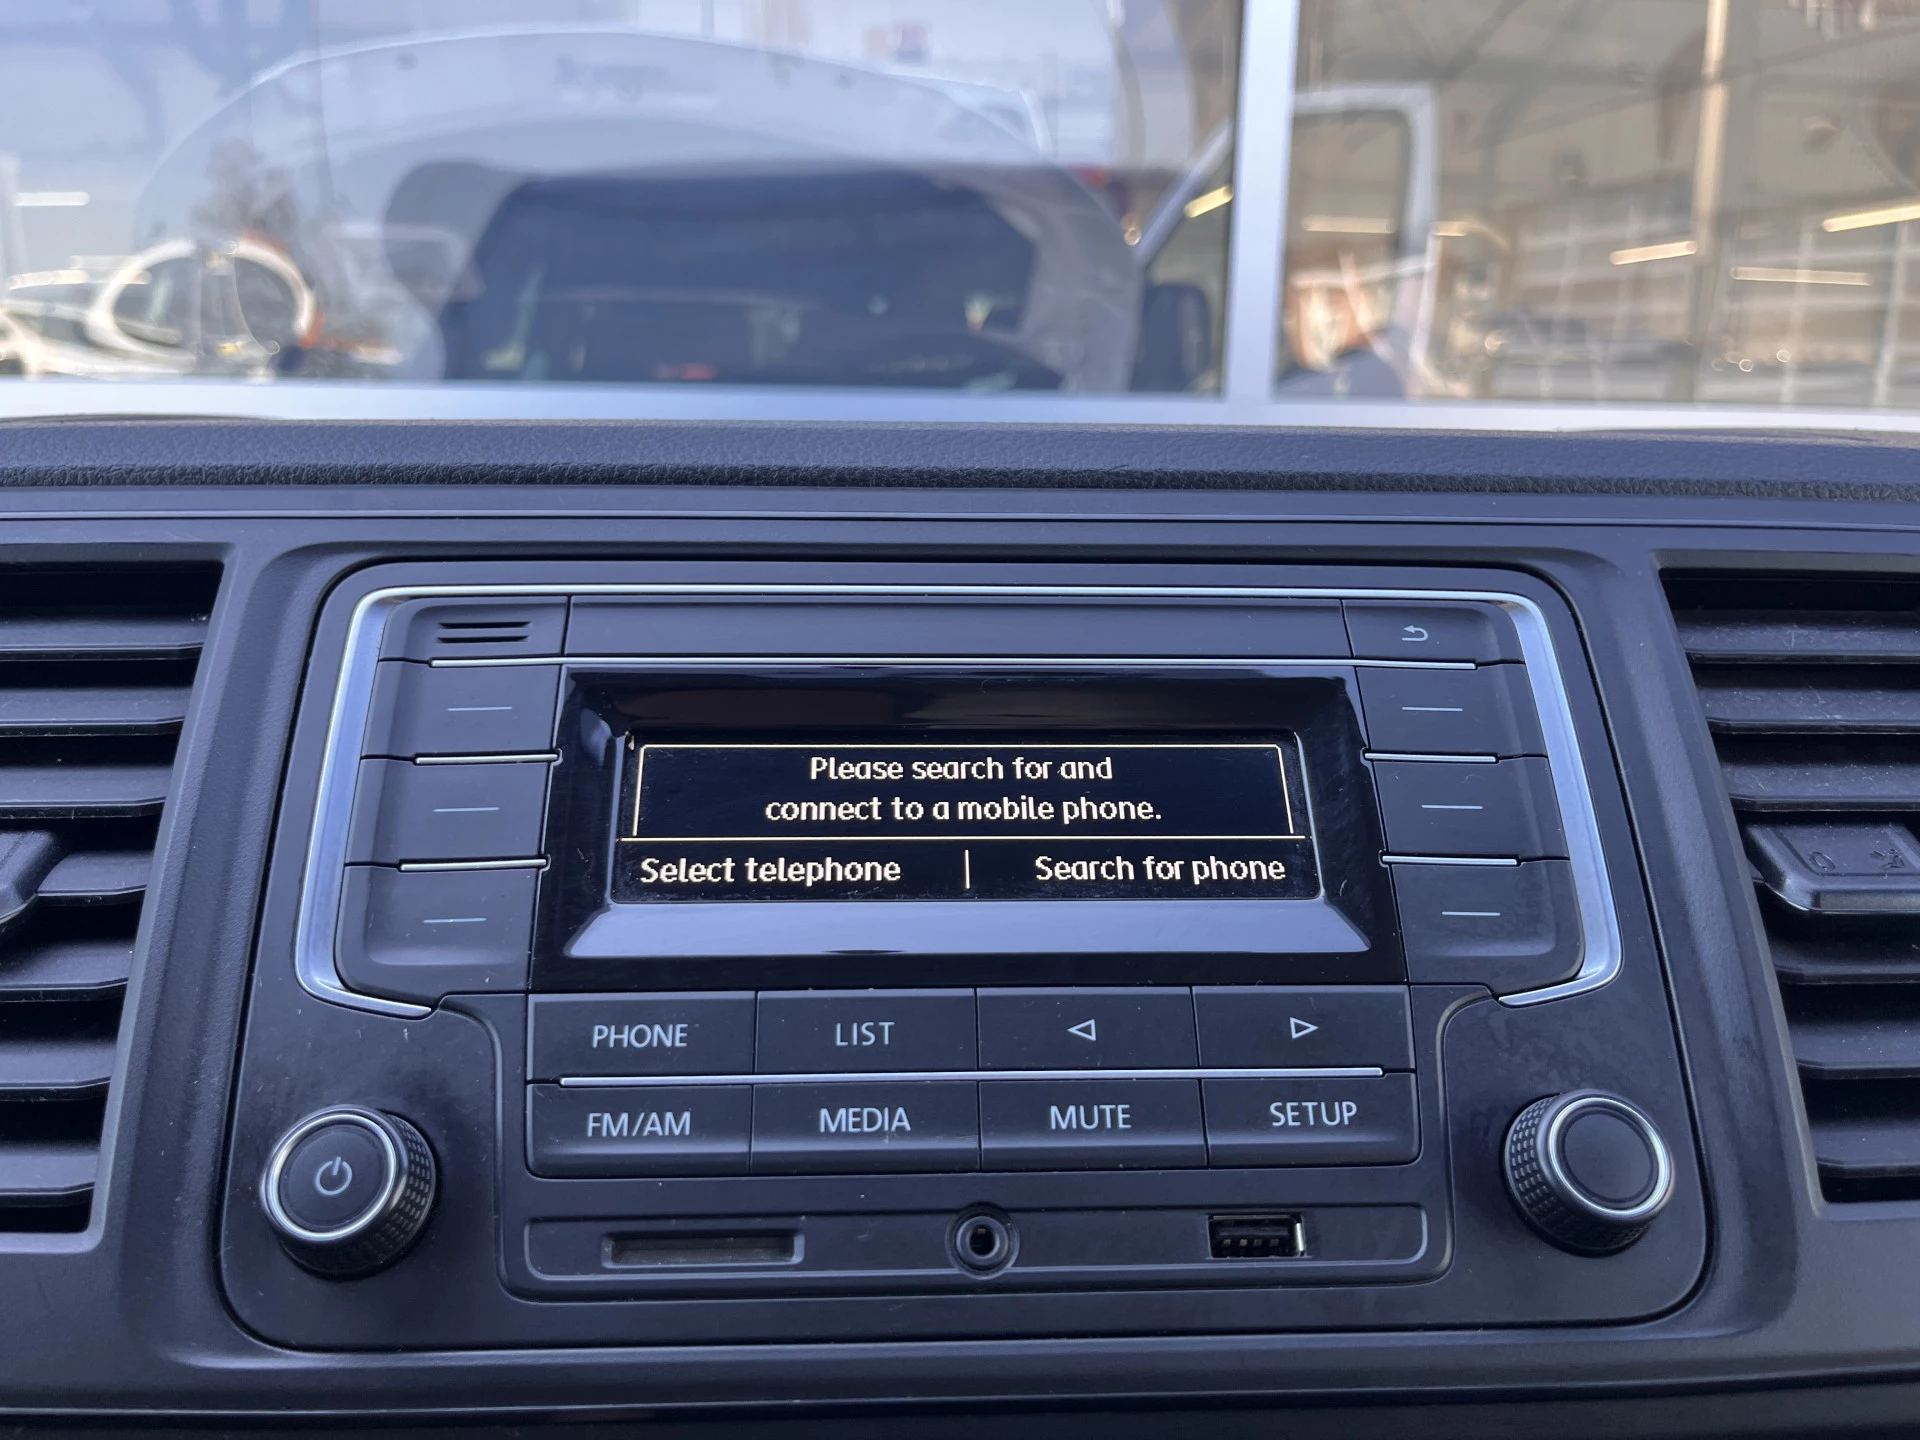 Please search for and
connect to a mobile phone.
Select telephone | Search for phone
PHONE LIST
FM/AM MEDIA MUTE SETUP